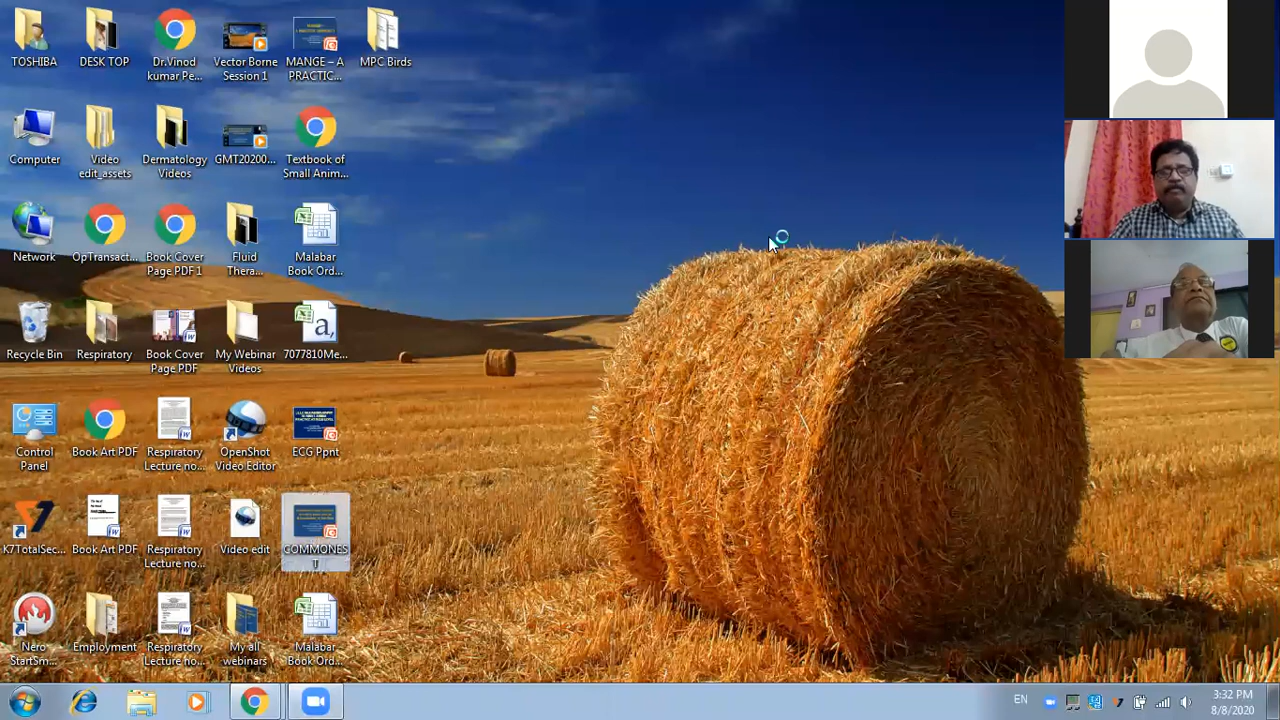 TOSHIBA
DESK TOP
Dr.Vinod
kumar Pe...
Vector Borne
Session 1
MANGE – A
PRACTIC...
MPC Birds
Computer
Video
edit_assets
Dermatology
Videos
GMT20200...
Textbook of
Small Anim...
Network
OpTransact...
Book Cover
Page PDF 1
Fluid
Thera...
Malabar
Book Ord...
Recycle Bin
Respiratory
Book Cover
Page PDF
My Webinar
Videos
7077810Me...
Control
Panel
Book Art PDF
Respiratory
Lecture no...
OpenShot
Video Editor
ECG Ppnt
K7TotalSec...
Book Art PDF
Respiratory
Lecture no...
Video edit
COMMONES
T
Nero
StartSm...
Employment
Respiratory
Lecture no...
My all
webinars
Malabar
Book Ord...
EN
3:32 PM
8/8/2020